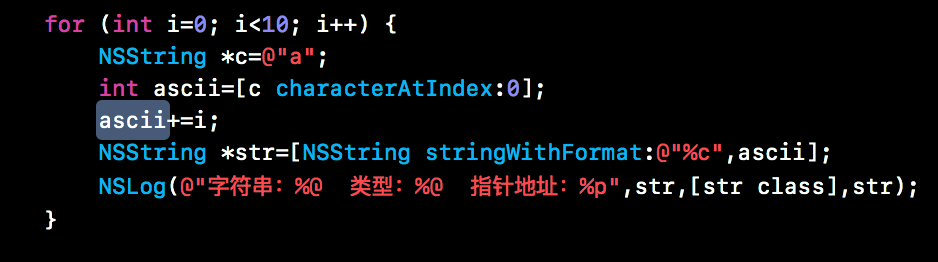 for (int i=0; i<10; i++) {
NSString *c=@"a";
int ascii=[c characterAtIndex:0];
ascii+=i;
NSString *str=[NSString stringWithFormat:@"%c",ascii];
NSLog(@"字符串：%@  类型：%@  指针地址：%p",str,[str class],str);
}